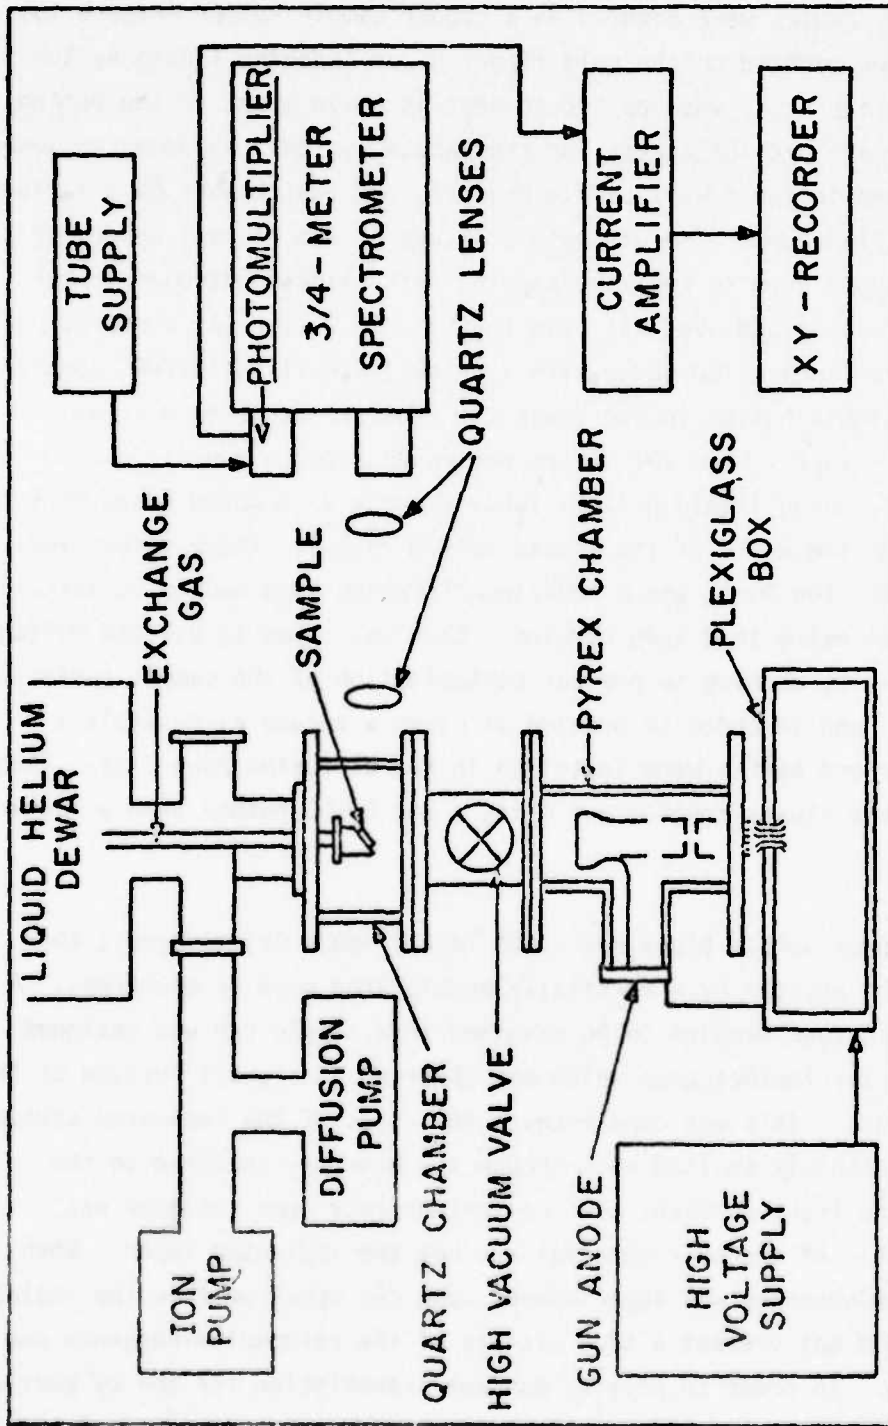 LIQUID HELIUM
DEWAR
EXCHANGE
GAS
TUBE
SUPPLY
PHOTOMULTIPLIER
3/4-METER
SPECTROMETER
SAMPLE
QUARTZ LENSES
ION
PUMP
DIFFUSION
PUMP
QUARTZ CHAMBER
HIGH VACUUM VALVE
PYREX CHAMBER
CURRENT
AMPLIFIER
GUN ANODE
PLEXIGLASS
BOX
XY-RECORDER
HIGH
VOLTAGE
SUPPLY